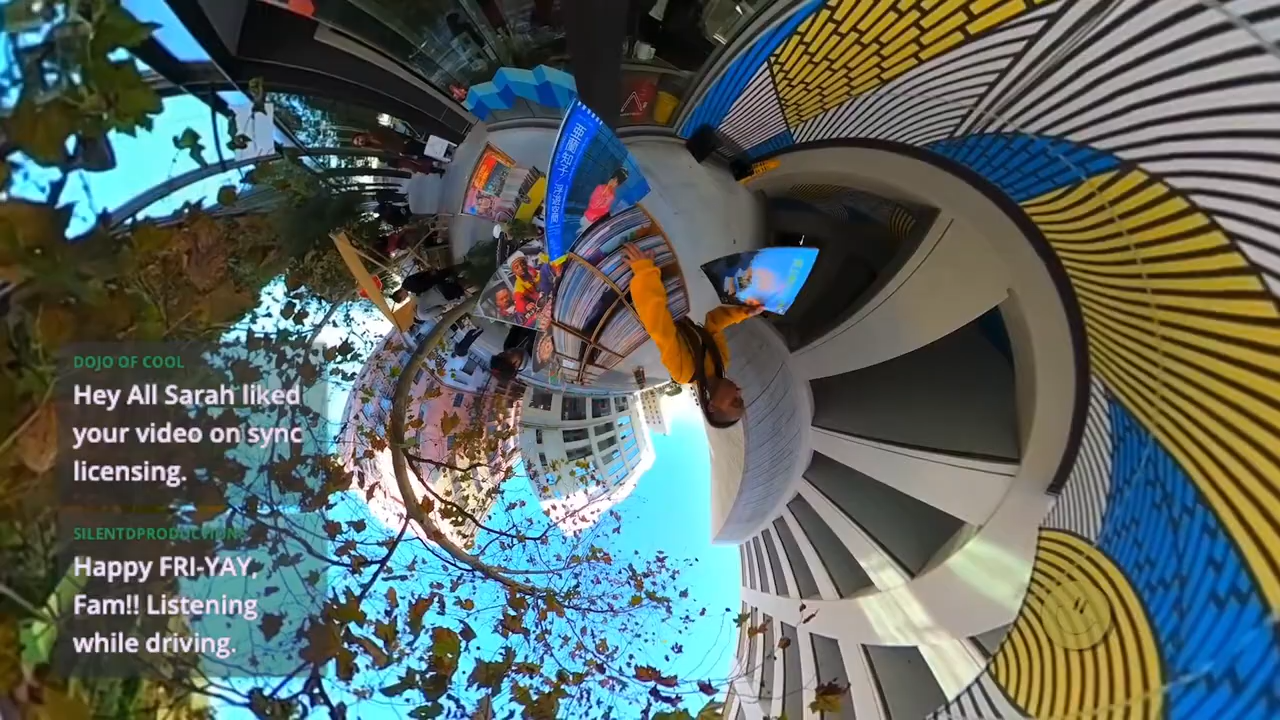 DOJO OF COOL
Hey All Sarah liked
your video on sync
licensing.
SILENTDPRODUCTION
Happy FRI-YAY,
Fam!! Listening
while driving.